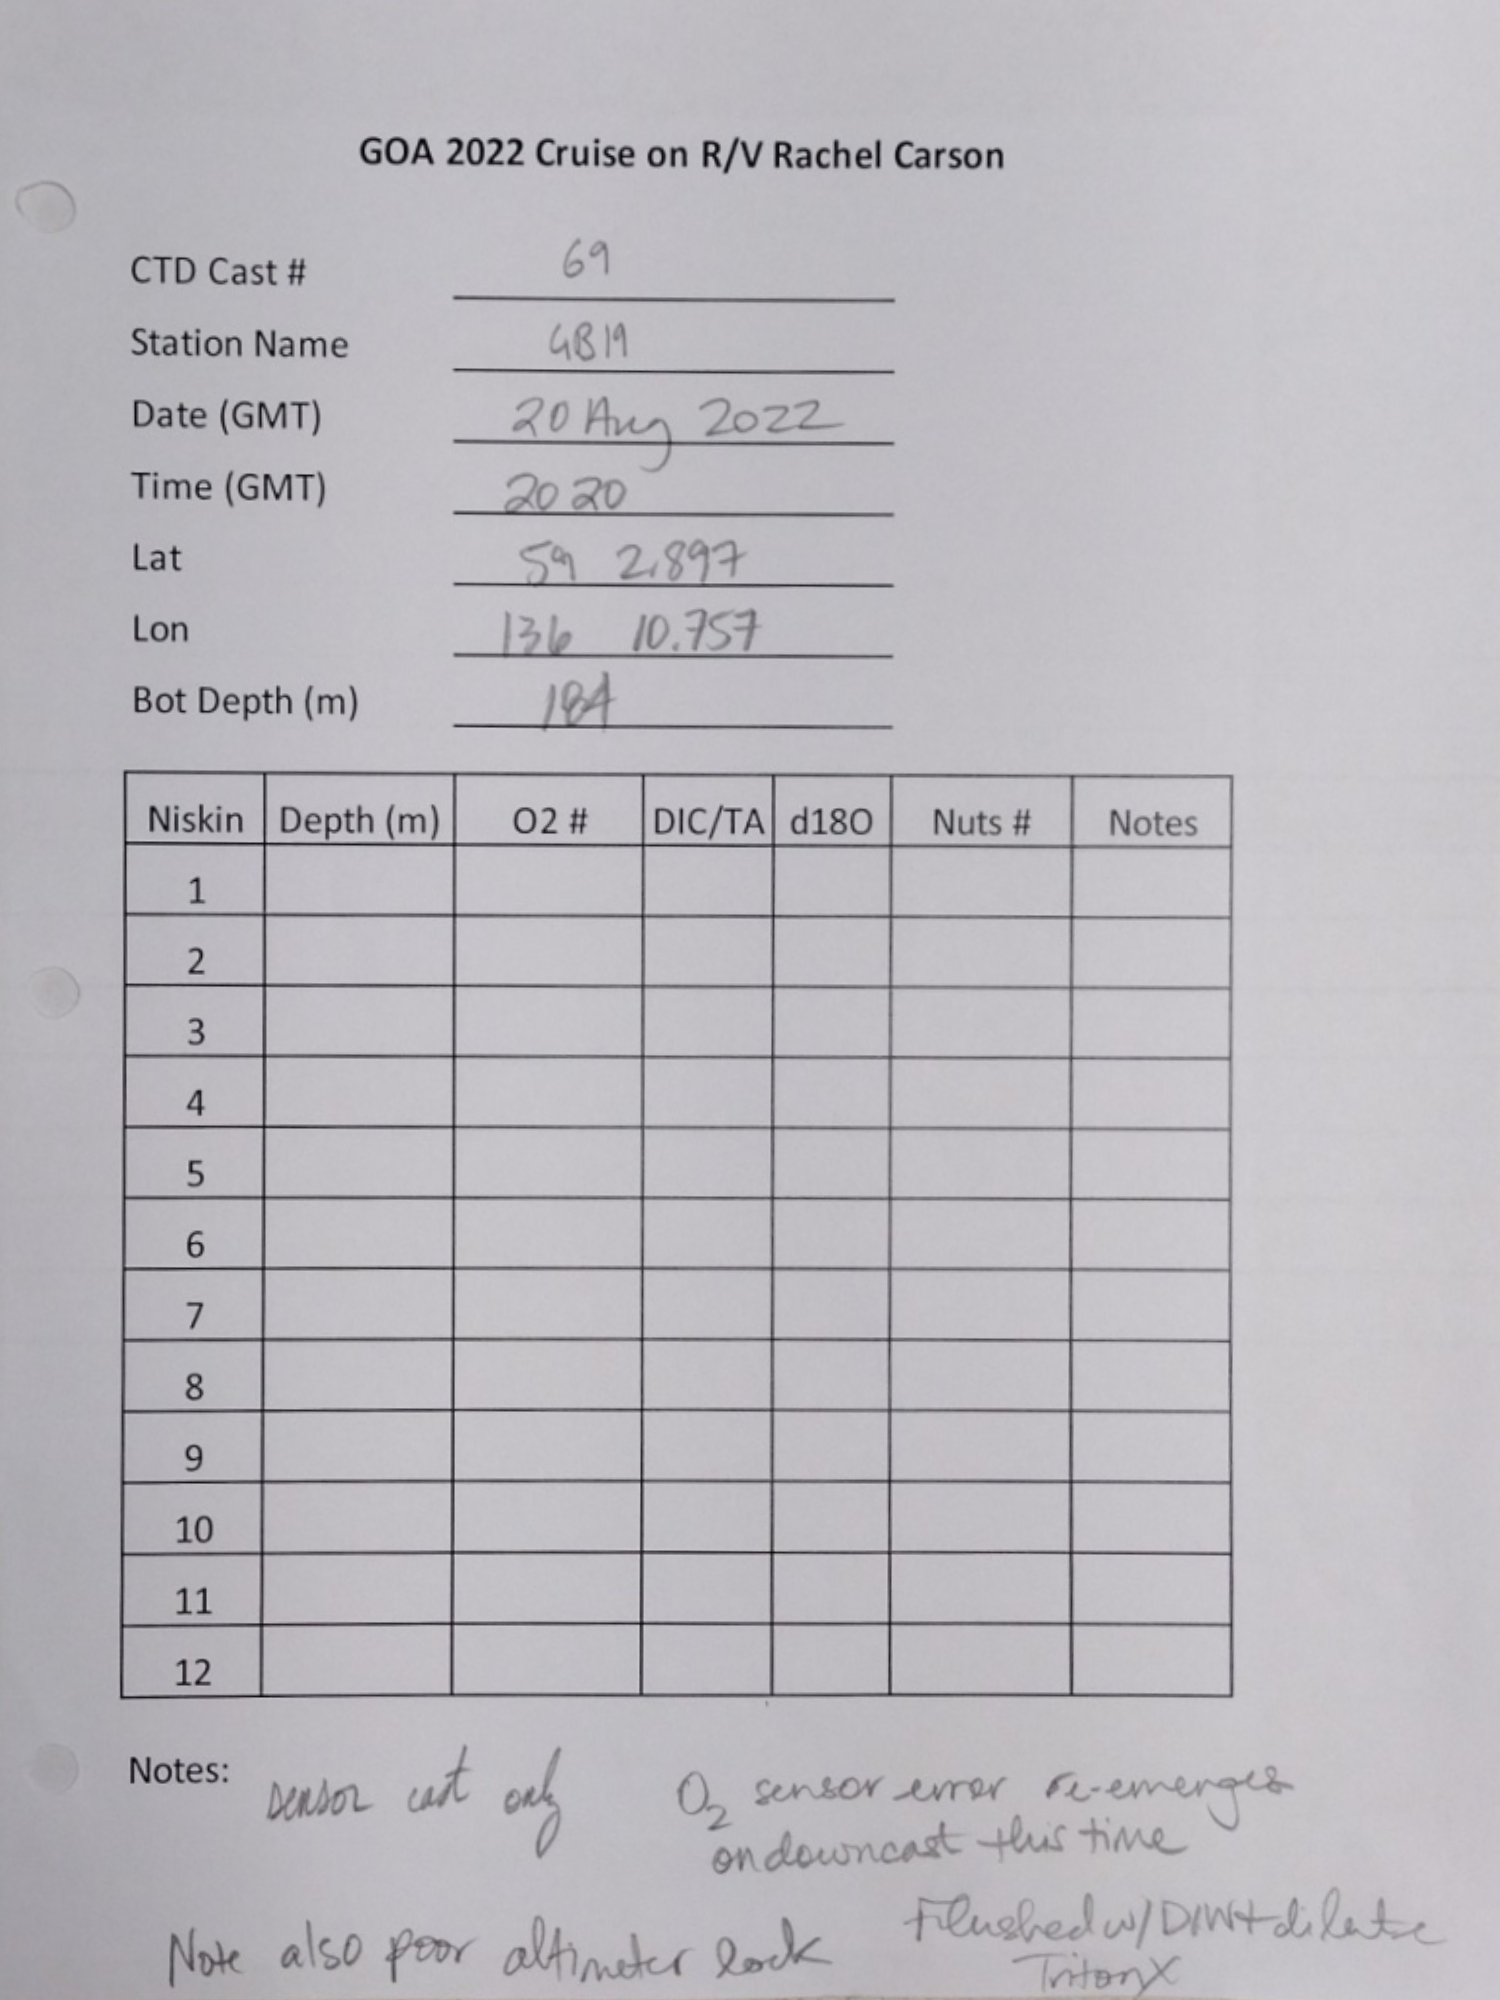 GOA 2022 Cruise on R/V Rachel Carson
CTD Cast # 69
Station Name GB19
Date (GMT) 20 Aug 2022
Time (GMT) 2020
Lat 59 2.897
Lon 136 10.757
Bot Depth (m) 184
Niskin Depth (m) O2 # DIC/TA d18O Nuts # Notes
1
2
3
4
5
6
7
8
9
10
11
12
Notes: sensor cast only
O2 sensor error re-emerges
on downcast this time
Note also poor altimeter lock
Flushed w/ DIW + dilute
TritonX